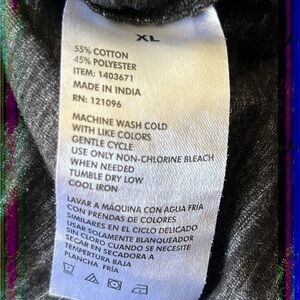 XL
55% COTTON
45% POLYESTER
ITEM: 1403671
MADE IN INDIA
RN: 121096
MACHINE WASH COLD
WITH LIKE COLORS
GENTLE CYCLE
USE ONLY NON-CHLORINE BLEACH
WHEN NEEDED
TUMBLE DRY LOW
COOL IRON
LAVAR A MÁQUINA CON AGUA FRÍA
CON PRENDAS DE COLORES
SIMILARES EN EL CICLO DELICADO
USAR SOLAMENTE BLANQUEADOR
SIN CLORO CUANDO SE NECESITE
SECAR EN SECADORA A
TEMPERTURA BAJA
PLANCHA FRÍA